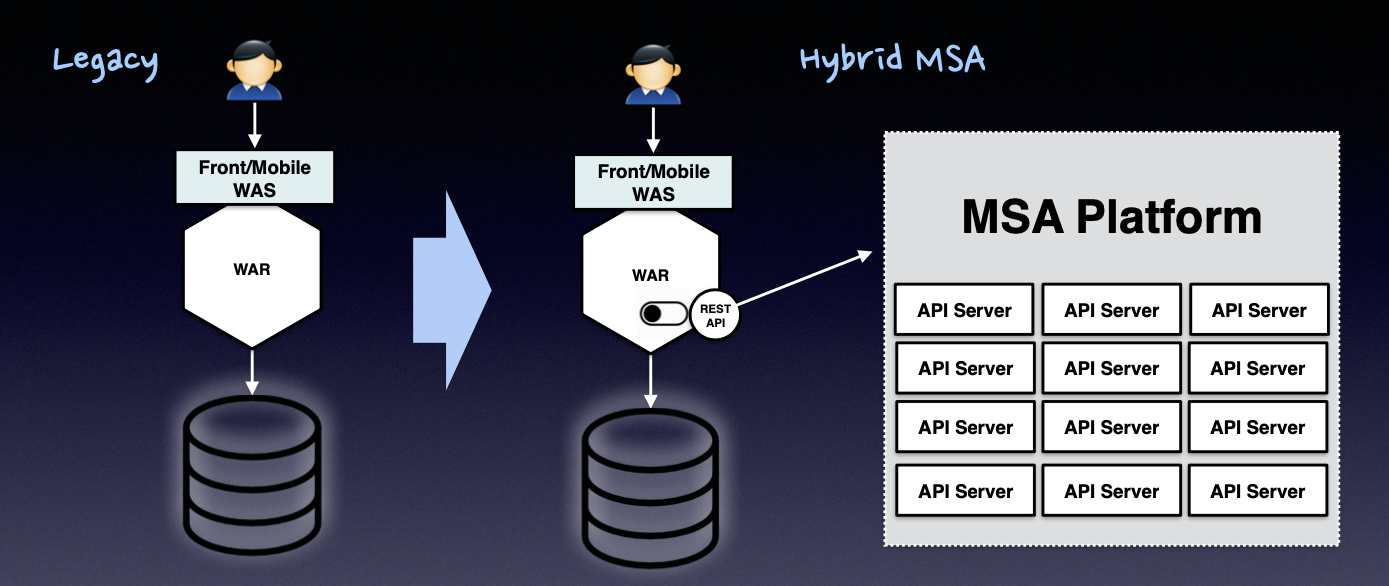 Legacy
Front/Mobile
WAS
WAR
Hybrid MSA
Front/Mobile
WAS
WAR
REST
API
MSA Platform
API Server API Server API Server
API Server API Server API Server
API Server API Server API Server
API Server API Server API Server